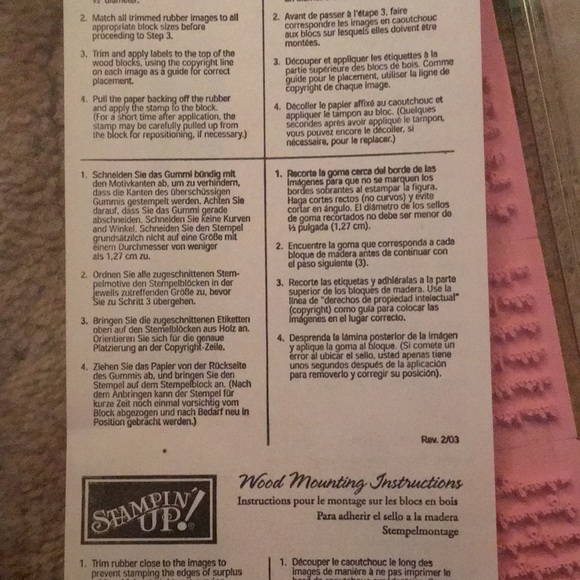 ½ diameter.
2. Match all trimmed rubber images to all
appropriate block sizes before
proceeding to Step 3.
3. Trim and apply labels to the top of the
wood blocks, using the copyright line
on each image as a guide for correct
placement.
4. Pull the paper backing off the rubber
and apply the stamp to the block.
(For a short time after application, the
stamp may be carefully pulled up from
the block for repositioning, if necessary.)
2. Avant de passer à l'étape 3, faire
correspondre les images en caoutchouc
aux blocs sur lesquels elles doivent être
montées.
3. Découper et appliquer les étiquettes à la
partie supérieure des blocs de bois. Comme
guide pour le placement, utiliser la ligne de
copyright de chaque image.
4. Décoller le papier affixé au caoutchouc et
appliquer le tampon au bloc. (Quelques
secondes après avoir appliqué le tampon,
vous pouvez encore le décoller, si
nécessaire, pour le replacer.)
1. Schneiden Sie das Gummi bündig mit
den Motivkanten ab, um zu verhindern,
dass die Kanten des überschüssigen
Gummis gestempelt werden. Achten Sie
darauf, dass Sie das Gummi gerade
abschneiden. Schneiden Sie keine Kurven
and Winkel. Schneiden Sie den Stempel
grundsätzlich nicht auf eine Größe mit
einem Durchmesser von weniger
als 1,27 cm zu.
2. Ordnen Sie alle zugeschnittenen Stem-
pelmotive den Stempelblöcken in der
jeweils zutreffenden Größe zu, bevor
Sie zu Schritt 3 übergehen.
3. Bringen Sie die zugeschnittenen Etiketten
oben auf den Stemelblöcken aus Holz an.
Orientieren Sie sich für die genaue
Platzierung an der Copyright-Zeile.
4. Ziehen Sie das Papier von der Rückseite
des Gummis ab, und bringen Sie den
Stempel auf dem Stempelblock an. (Nach
dem Anbringen kann der Stempel für
kurze Zeit noch einmal vorsichtig vom
Block abgezogen und nach Bedarf neu in
Position gebracht werden.)
1. Recorte la goma cerca del borde de las
imágenes para que no se marquen los
bordes sobrantes al estampar la figura.
Haga cortes rectos (no curvos) y evite
cortar en ángulo. El diámetro de los sellos
de goma recortados no debe ser menor de
½ pulgada (1,27 cm).
2. Encuentre la goma que corresponda a cada
bloque de madera antes de continuar con
el paso siguiente (3).
3. Recorte las etiquetas y adhiéralas a la parte
superior de los bloques de madera. Use la
línea de "derechos de propiedad intelectual"
(copyright) como guía para colocar las
imágenes en el lugar correcto.
4. Desprenda la lámina posterior de la imágen
y aplique la goma al bloque. (Si comete un
error al ubicar el sello, usted apenas tiene
unos segundos después de la aplicación
para removerlo y corregir su posición).
Rev. 2/03
STAMPIN'
UP!
Wood Mounting Instructions
Instructions pour le montage sur les blocs en bois
Para adherir el sello a la madera
Stempelmontage
1. Trim rubber close to the images to
prevent stamping the edges of surplus
1. Découper le caoutchouc le long des
images de manière à ne pas imprimer le